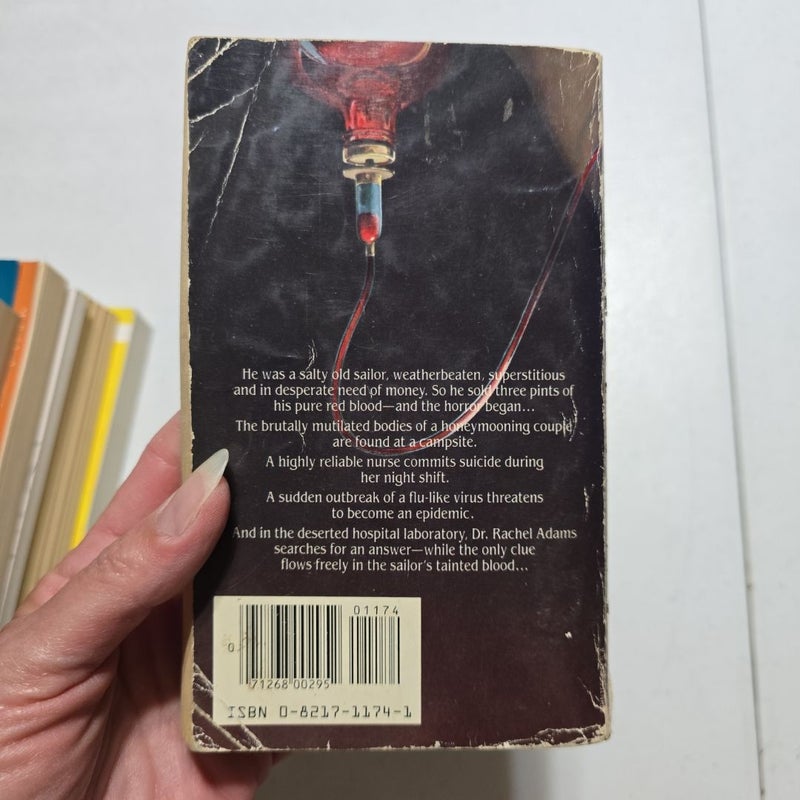 He was a salty old sailor, weatherbeaten, superstitious
and in desperate need of money. So he sold three pints of
his pure red blood—and the horror began...
The brutally mutilated bodies of a honeymooning couple
are found at a campsite.
A highly reliable nurse commits suicide during
her night shift.
A sudden outbreak of a flu-like virus threatens
to become an epidemic.
And in the deserted hospital laboratory, Dr. Rachel Adams
searches for an answer—while the only clue
flows freely in the sailor's tainted blood...
01174
0
71268 00295
ISBN 0-8217-1174-1